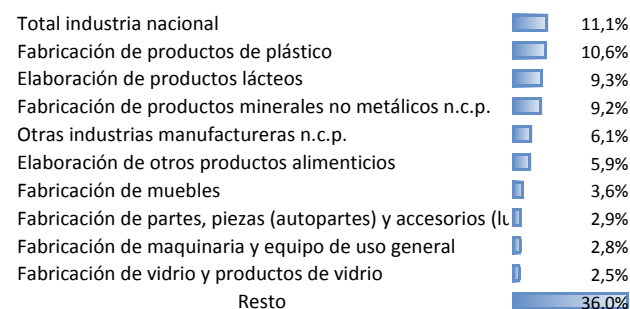 Total industria nacional 11,1%
Fabricación de productos de plástico 10,6%
Elaboración de productos lácteos 9,3%
Fabricación de productos minerales no metálicos n.c.p. 9,2%
Otras industrias manufactureras n.c.p. 6,1%
Elaboración de otros productos alimenticios 5,9%
Fabricación de muebles 3,6%
Fabricación de partes, piezas (autopartes) y accesorios 2,9%
Fabricación de maquinaria y equipo de uso general 2,8%
Fabricación de vidrio y productos de vidrio 2,5%
Resto 36,0%